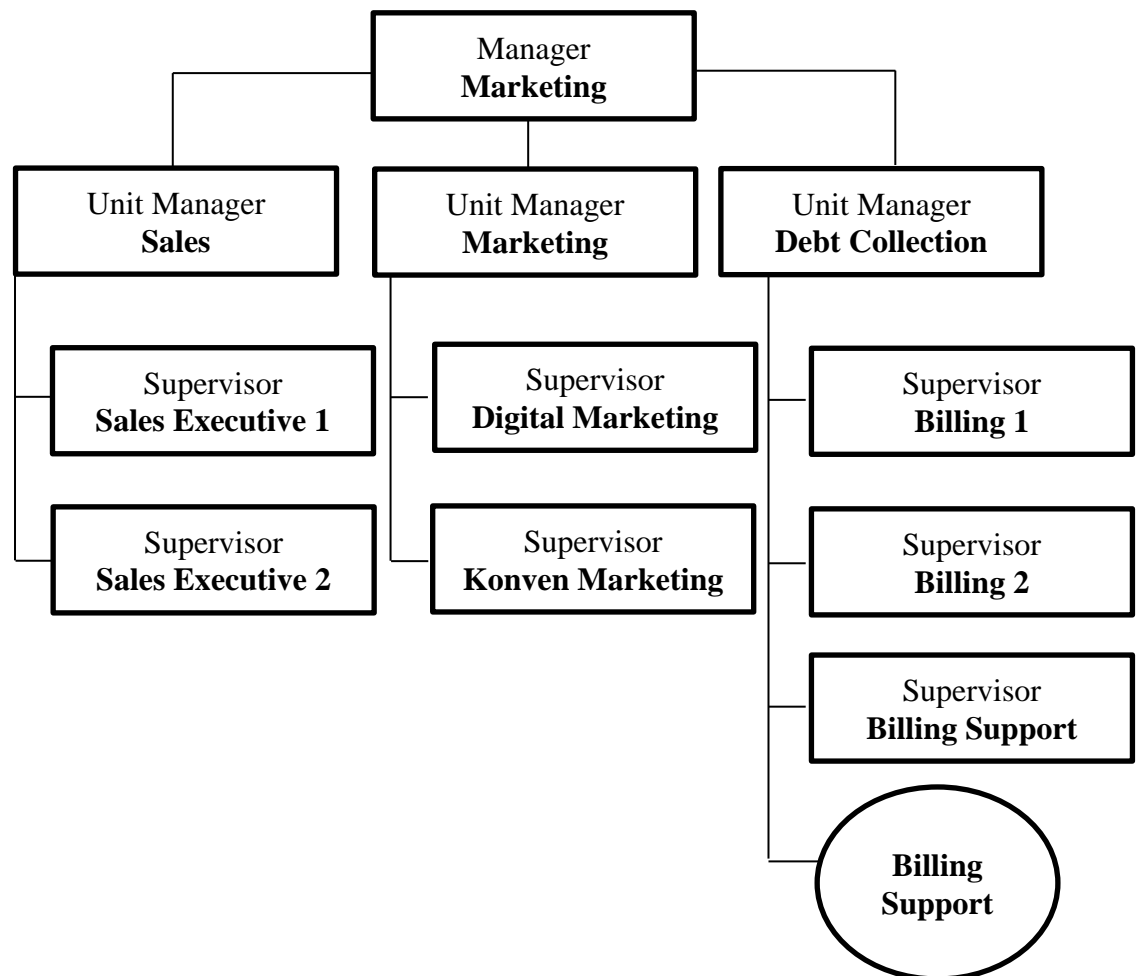 Manager
Marketing
Unit Manager
Sales
Unit Manager
Marketing
Unit Manager
Debt Collection
Supervisor
Sales Executive 1
Supervisor
Digital Marketing
Supervisor
Billing 1
Supervisor
Sales Executive 2
Supervisor
Konven Marketing
Supervisor
Billing 2
Supervisor
Billing Support
Billing
Support